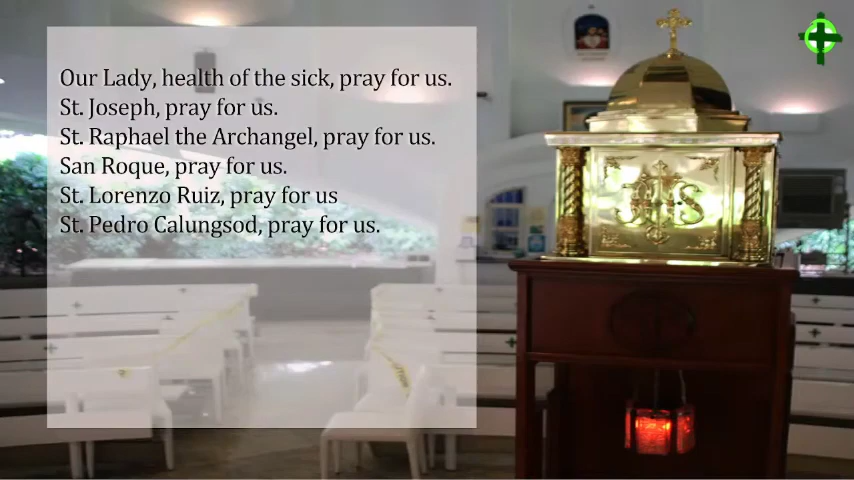 Our Lady, health of the sick, pray for us.
St. Joseph, pray for us.
St. Raphael the Archangel, pray for us.
San Roque, pray for us.
St. Lorenzo Ruiz, pray for us
St. Pedro Calungsod, pray for us.
JHS